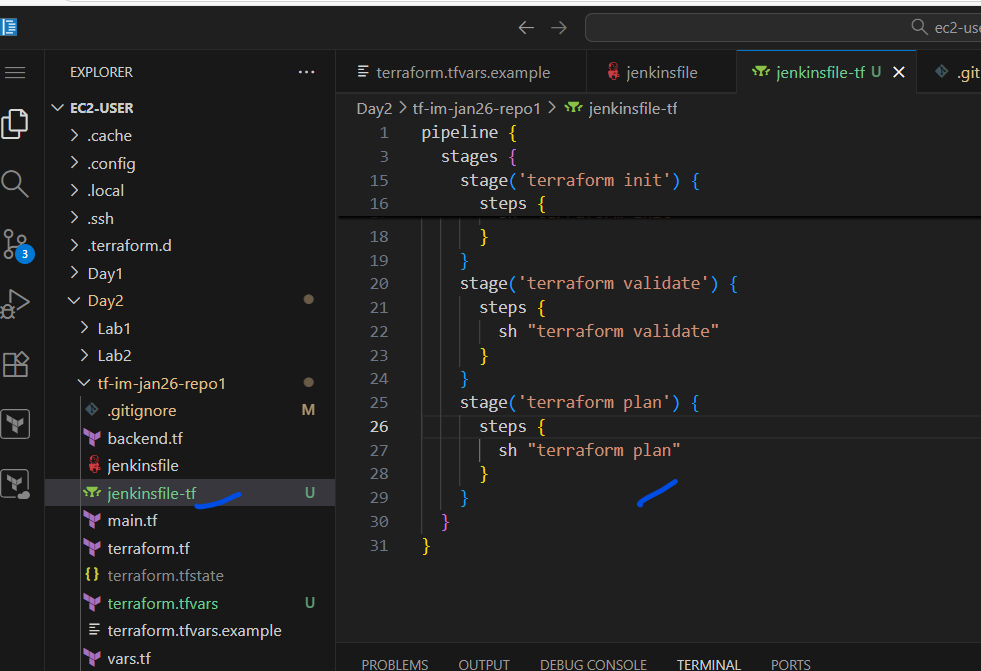 ec2-use
EXPLORER
EC2-USER
.cache
.config
.local
.ssh
.terraform.d
Day1
Day2
Lab1
Lab2
tf-im-jan26-repo1
.gitignore M
backend.tf
jenkinsfile
jenkinsfile-tf U
main.tf
terraform.tf
{} terraform.tfstate
terraform.tfvars U
terraform.tfvars.example
vars.tf
3
terraform.tfvars.example jenkinsfile jenkinsfile-tf U .git
Day2 > tf-im-jan26-repo1 > jenkinsfile-tf
1 pipeline {
3 stages {
15 stage('terraform init') {
16 steps {
18 }
19 }
20 stage('terraform validate') {
21 steps {
22 sh "terraform validate"
23 }
24 }
25 stage('terraform plan') {
26 steps {
27 sh "terraform plan"
28 }
29 }
30 }
31 }
PROBLEMS OUTPUT DEBUG CONSOLE TERMINAL PORTS